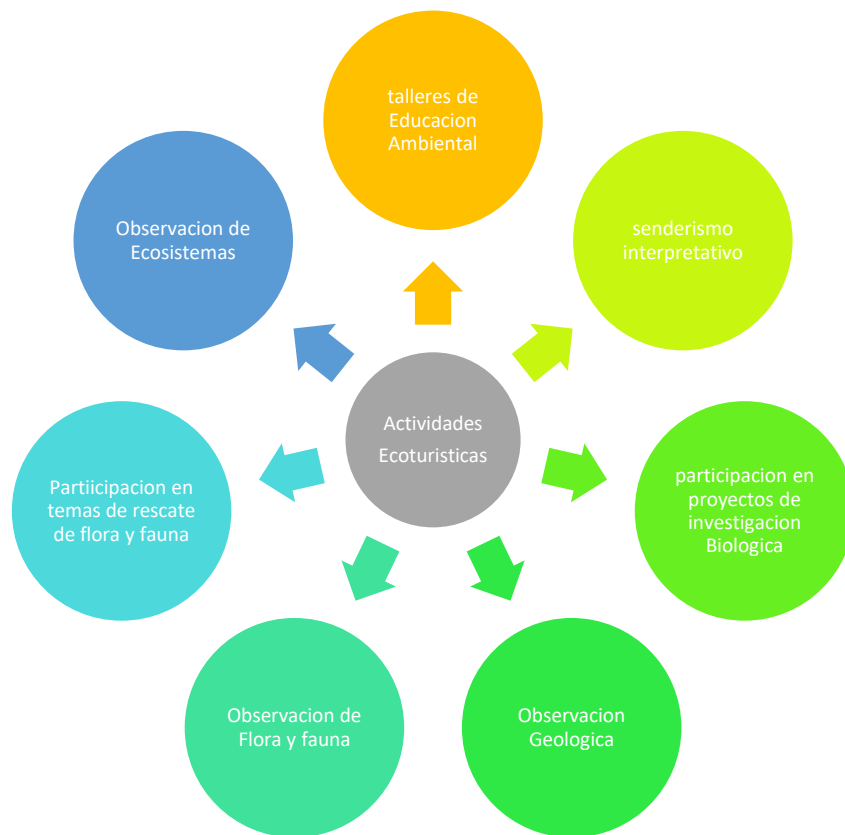 talleres de
Educacion
Ambiental
senderismo
interpretativo
participacion en
proyectos de
investigacion
Biologica
Observacion
Geologica
Observacion de
Flora y fauna
Partiicipacion en
temas de rescate
de flora y fauna
Observacion de
Ecosistemas
Actividades
Ecoturisticas